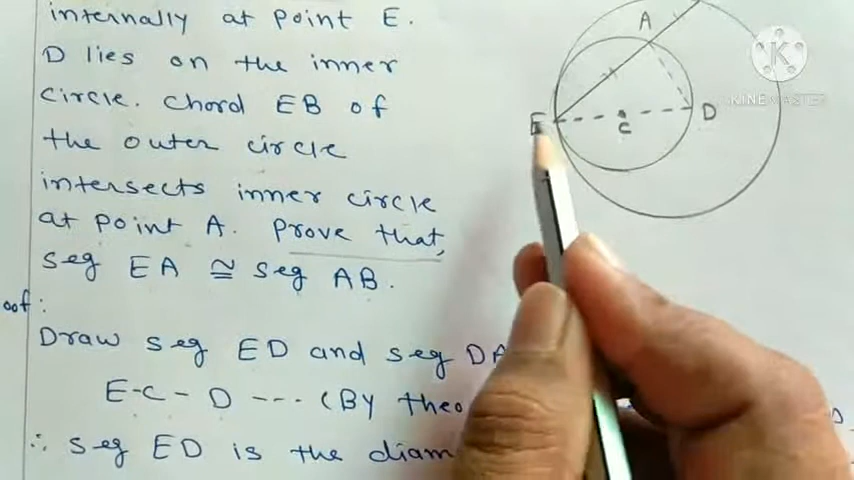 internally at point E.
D lies on the inner
circle. Chord EB of
the outer circle
intersects inner circle
at point A. Prove that,
seg EA ≅ seg AB.
oof:
Draw seg ED and seg DA
E-C-D --- (By theo
∴ seg ED is the diam
A
E
C
D
KINE MASTER